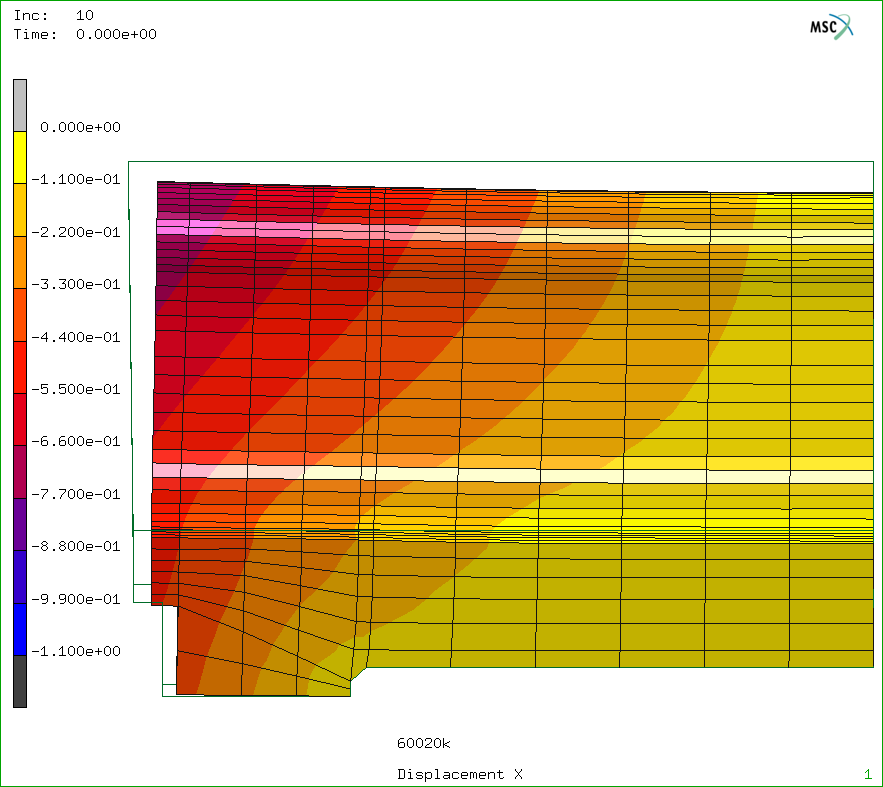 Inc: 10
Time: 0.000e+00
MSC
0.000e+00
-1.100e-01
-2.200e-01
-3.300e-01
-4.400e-01
-5.500e-01
-6.600e-01
-7.700e-01
-8.800e-01
-9.900e-01
-1.100e+00
60020k
Displacement X
1